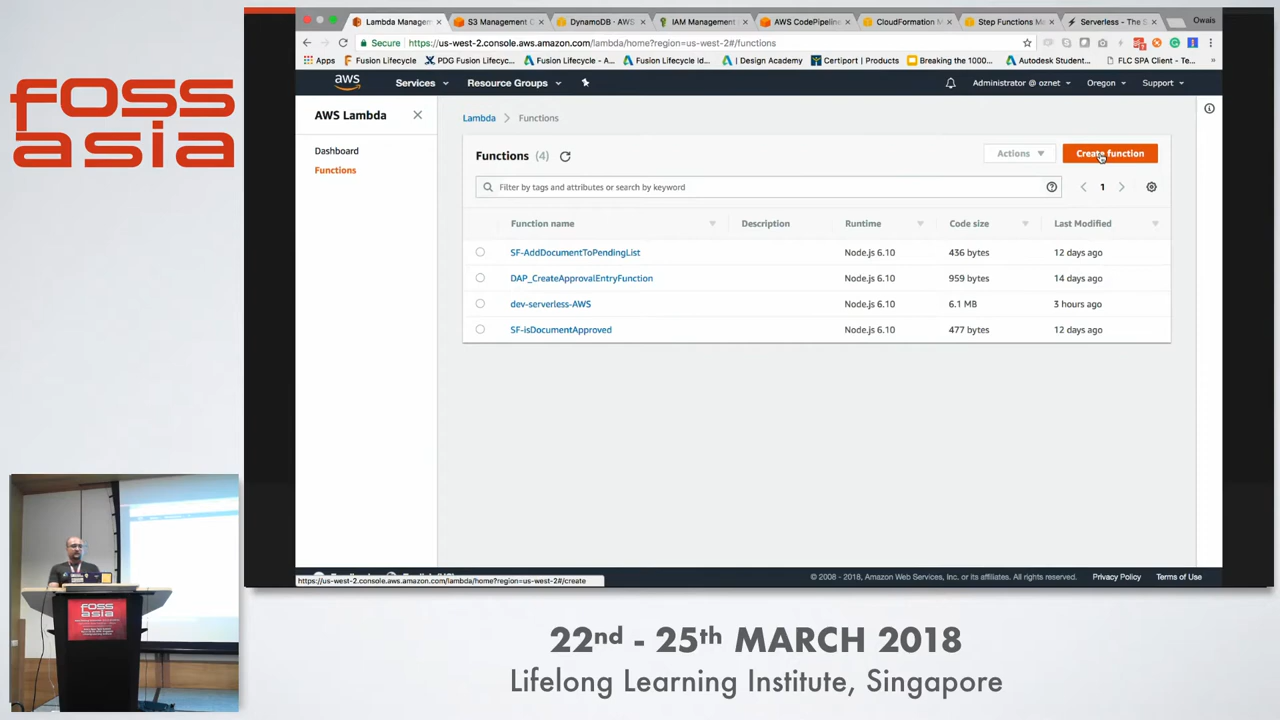 FOSS
asia
Lambda Managem
S3 Management C
DynamoDB · AWS
IAM Management
AWS CodePipeline
CloudFormation M
Step Functions Ma
Serverless - The S
Owais
Secure
https://us-west-2.console.aws.amazon.com/lambda/home?region=us-west-2#/functions
Apps
Fusion Lifecycle
PDG Fusion Lifecyc
Fusion Lifecycle - A
Fusion Lifecycle Id
| Design Academy
Certiport | Products
Breaking the 1000
Autodesk Student
FLC SPA Client - Te
aws
Services
Resource Groups
Administrator @ oznet
Oregon
Support
AWS Lambda
Dashboard
Functions
Lambda > Functions
Functions (4)
Actions
Create function
Filter by tags and attributes or search by keyword
1
Function name
Description
Runtime
Code size
Last Modified
SF-AddDocumentToPendingList
Node.js 6.10
436 bytes
12 days ago
DAP_CreateApprovalEntryFunction
Node.js 6.10
959 bytes
14 days ago
dev-serverless-AWS
Node.js 6.10
6.1 MB
3 hours ago
SF-isDocumentApproved
Node.js 6.10
477 bytes
12 days ago
https://us-west-2.console.aws.amazon.com/lambda/home?region=us-west-2#/create
© 2008 - 2018, Amazon Web Services, Inc. or its affiliates. All rights reserved.
Privacy Policy
Terms of Use
FOSS
asia
22nd - 25th MARCH 2018
Lifelong Learning Institute, Singapore